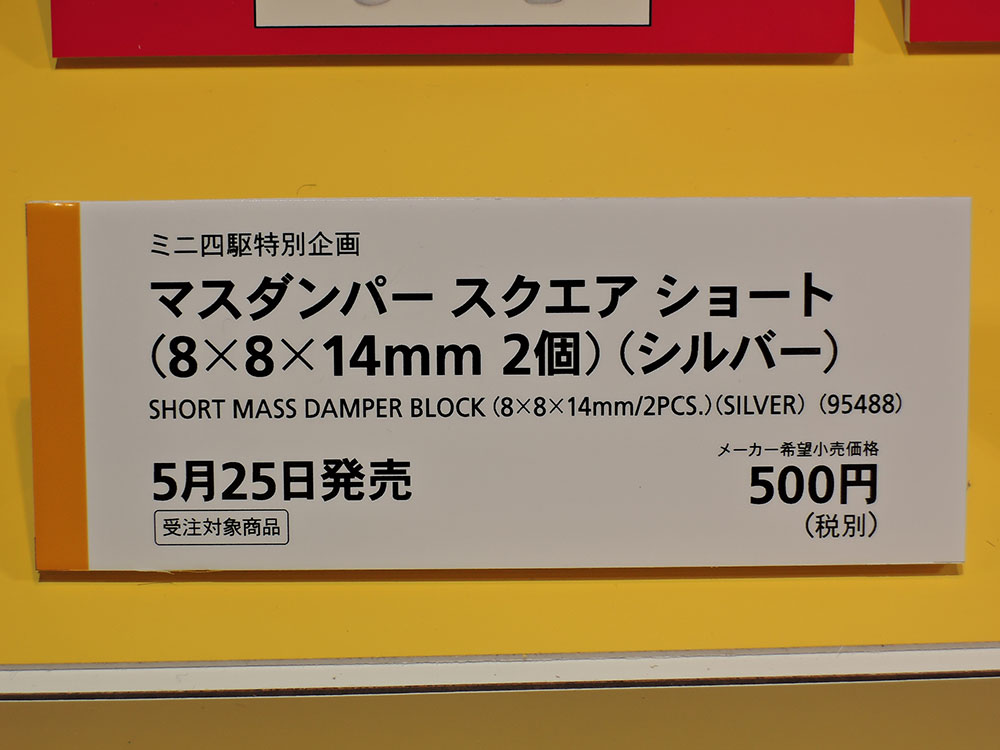 ミニ四駆特別企画
マスダンパー スクエア ショート
(8×8×14mm 2個)(シルバー)
SHORT MASS DAMPER BLOCK (8×8×14mm/2PCS.)(SILVER) (95488)
メーカー希望小売価格
5月25日発売 500円
受注対象商品 (税別)